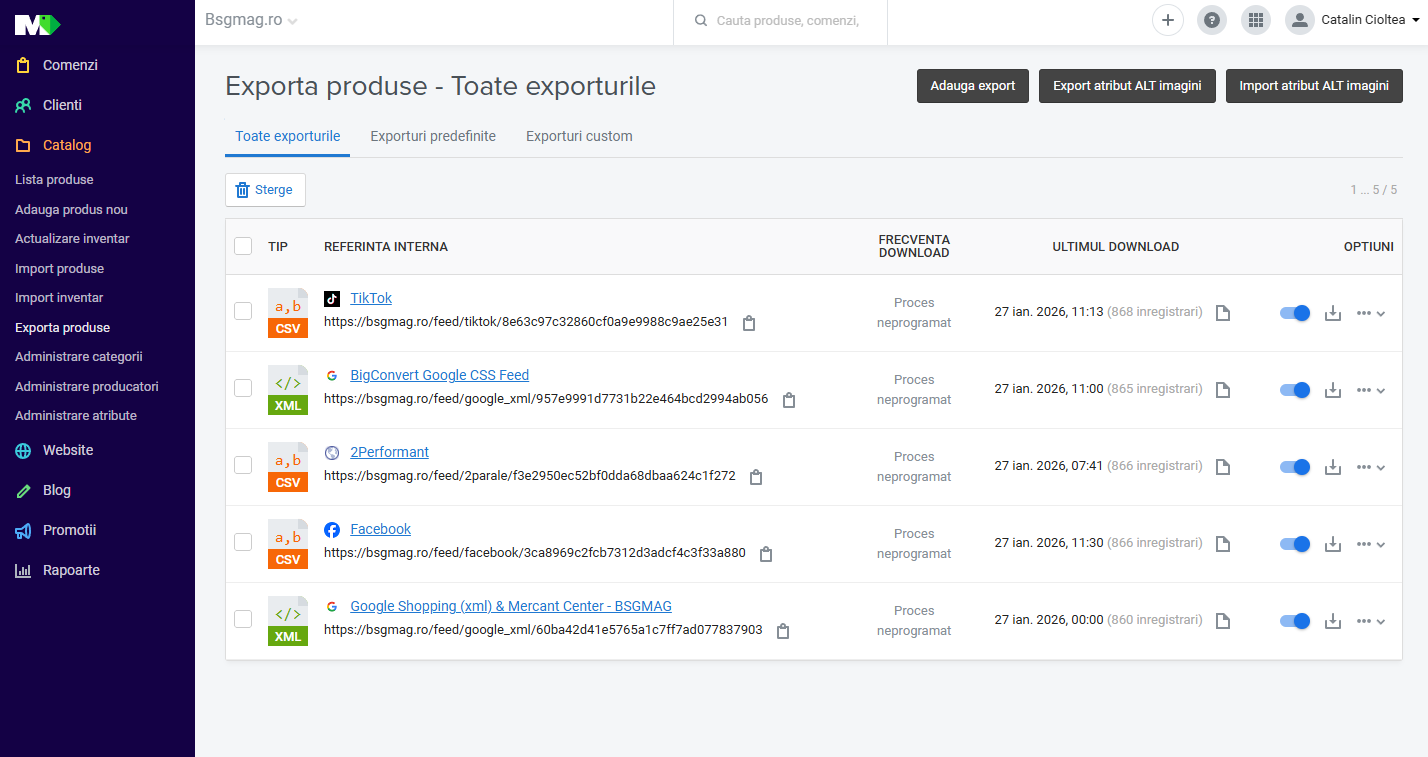 Bsgmag.ro
Cauta produse, comenzi,
Catalin Cioltea
Comenzi
Clienti
Catalog
Lista produse
Adauga produs nou
Actualizare inventar
Import produse
Import inventar
Exporta produse
Administrare categorii
Administrare producatori
Administrare atribute
Website
Blog
Promotii
Rapoarte
Exporta produse - Toate exporturile
Adauga export
Export atribut ALT imagini
Import atribut ALT imagini
Toate exporturile
Exporturi predefinite
Exporturi custom
Sterge
1 ... 5 / 5
TIP
REFERINTA INTERNA
FRECVENTA
DOWNLOAD
ULTIMUL DOWNLOAD
OPTIUNI
a,b
CSV
TikTok
https://bsgmag.ro/feed/tiktok/8e63c97c32860cf0a9e9988c9ae25e31
Proces
neprogramat
27 ian. 2026, 11:13 (868 inregistrari)
</>
XML
BigConvert Google CSS Feed
https://bsgmag.ro/feed/google_xml/957e9991d7731b22e464bcd2994ab056
Proces
neprogramat
27 ian. 2026, 11:00 (865 inregistrari)
a,b
CSV
2Performant
https://bsgmag.ro/feed/2parale/f3e2950ec52bf0dda68dbaa624c1f272
Proces
neprogramat
27 ian. 2026, 07:41 (866 inregistrari)
a,b
CSV
Facebook
https://bsgmag.ro/feed/facebook/3ca8969c2fcb7312d3adcf4c3f33a880
Proces
neprogramat
27 ian. 2026, 11:30 (866 inregistrari)
</>
XML
Google Shopping (xml) & Mercant Center - BSGMAG
https://bsgmag.ro/feed/google_xml/60ba42d41e5765a1c7ff7ad077837903
Proces
neprogramat
27 ian. 2026, 00:00 (860 inregistrari)